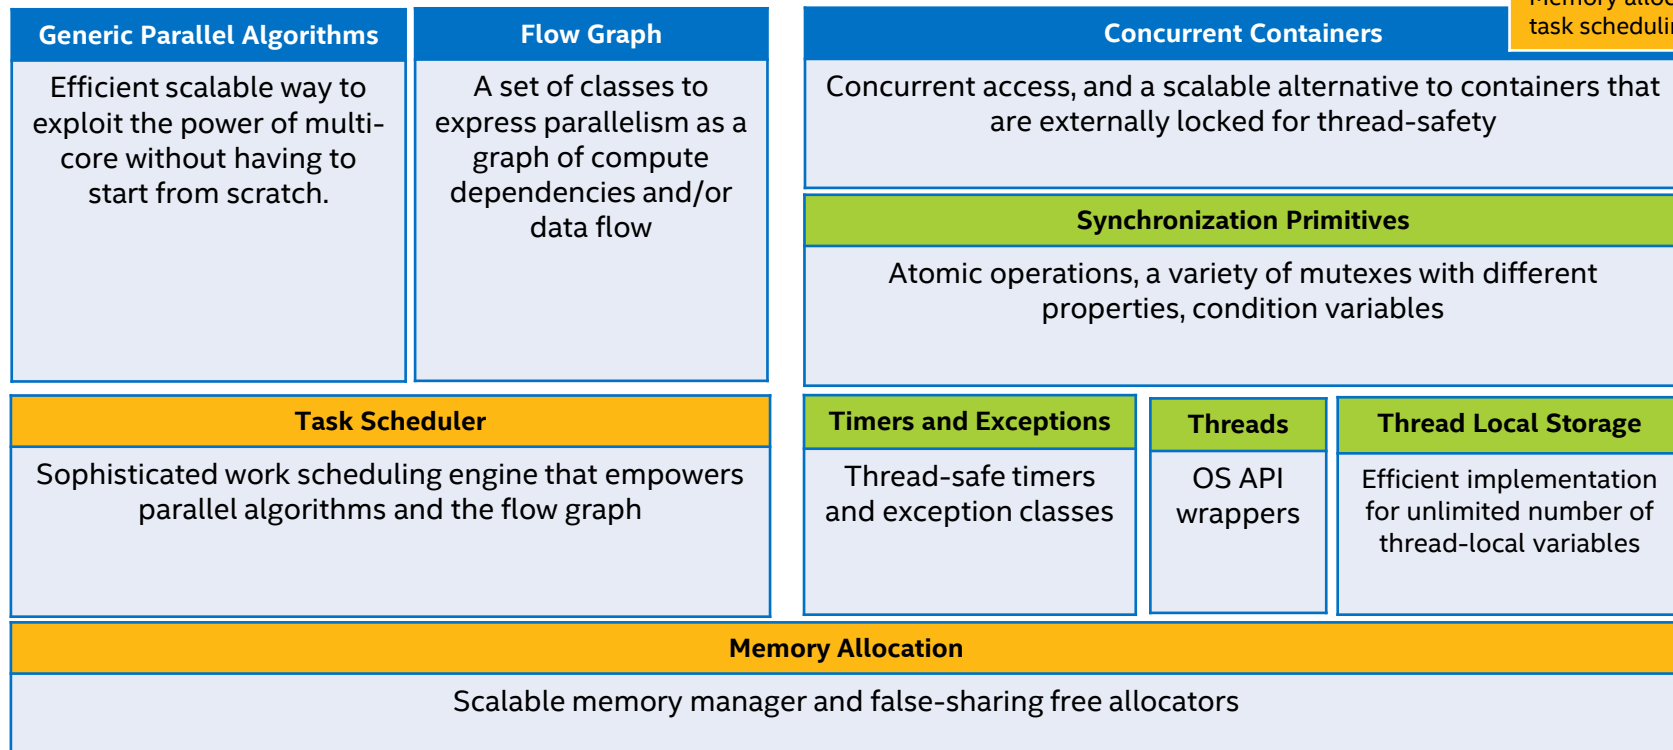 Generic Parallel Algorithms
Efficient scalable way to
exploit the power of multi-
core without having to
start from scratch.
Flow Graph
A set of classes to
express parallelism as a
graph of compute
dependencies and/or
data flow
Concurrent Containers
Concurrent access, and a scalable alternative to containers that
are externally locked for thread-safety
task
Synchronization Primitives
Atomic operations, a variety of mutexes with different
properties, condition variables
Task Scheduler
Sophisticated work scheduling engine that empowers
parallel algorithms and the flow graph
Timers and Exceptions
Thread-safe timers
and exception classes
Threads
OS API
wrappers
Thread Local Storage
Efficient implementation
for unlimited number of
thread-local variables
Memory Allocation
Scalable memory manager and false-sharing free allocators